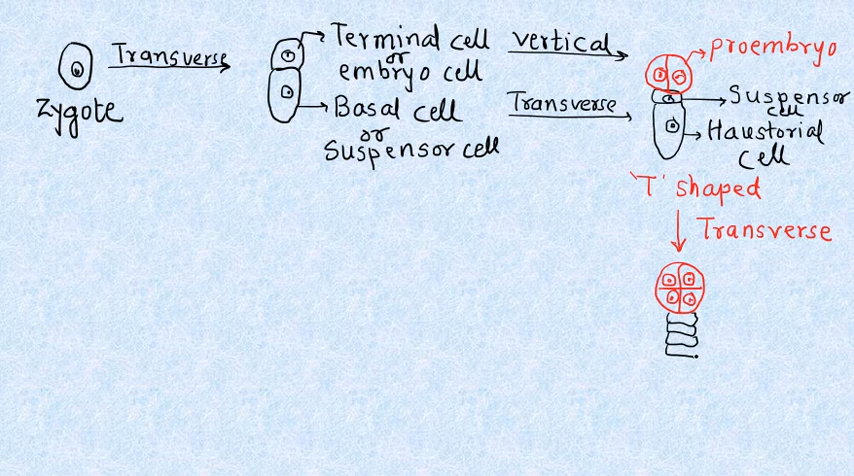 Zygote
Transverse
Terminal cell
or
embryo cell
Basal cell
or
Suspensor cell
vertical
Transverse
proembryo
Suspensor
cell
Haustorial
cell
'T' shaped
Transverse